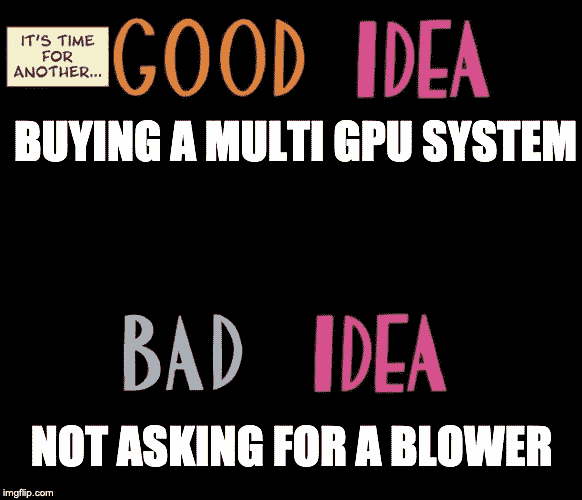 IT'S TIME
FOR
ANOTHER...
GOOD IDEA
BUYING A MULTI GPU SYSTEM
BAD IDEA
NOT ASKING FOR A BLOWER
imgflip.com